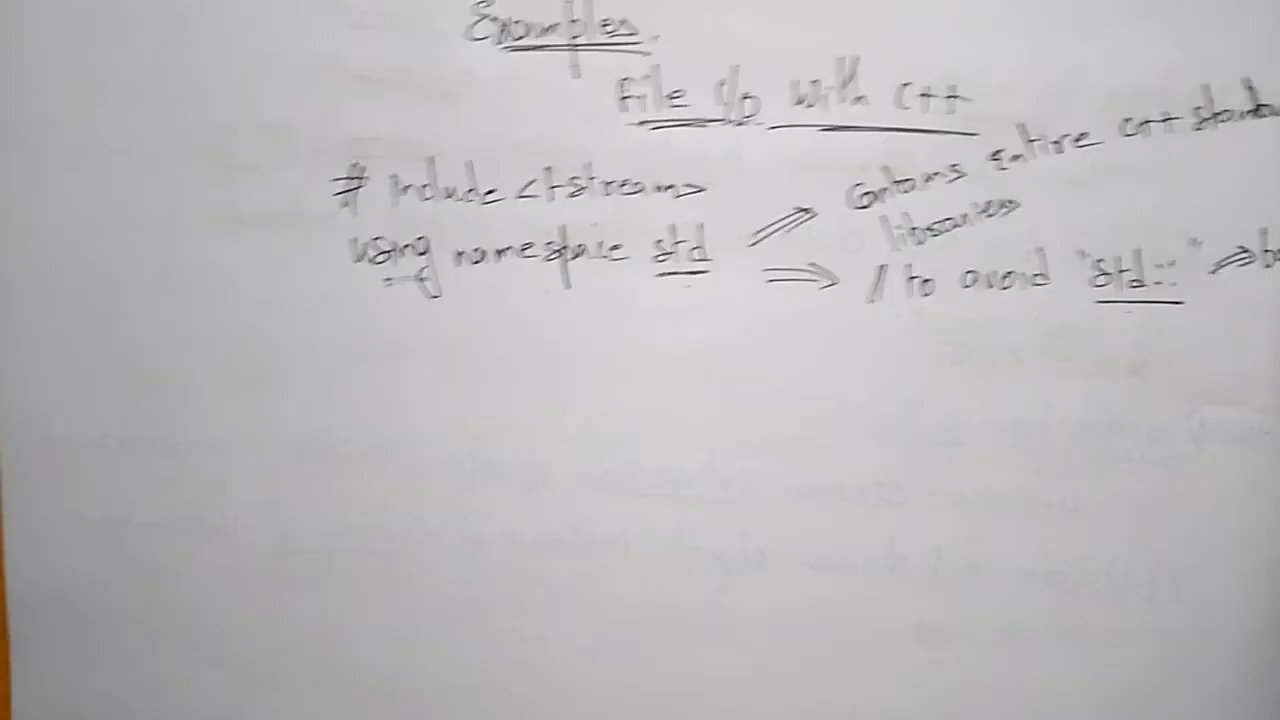 Examples.
File I/O with C++
# include <fstream>
using namespace std
⇒ Contains entire C++ standa
libraries
⇒ / to avoid "std::" ⇒ b